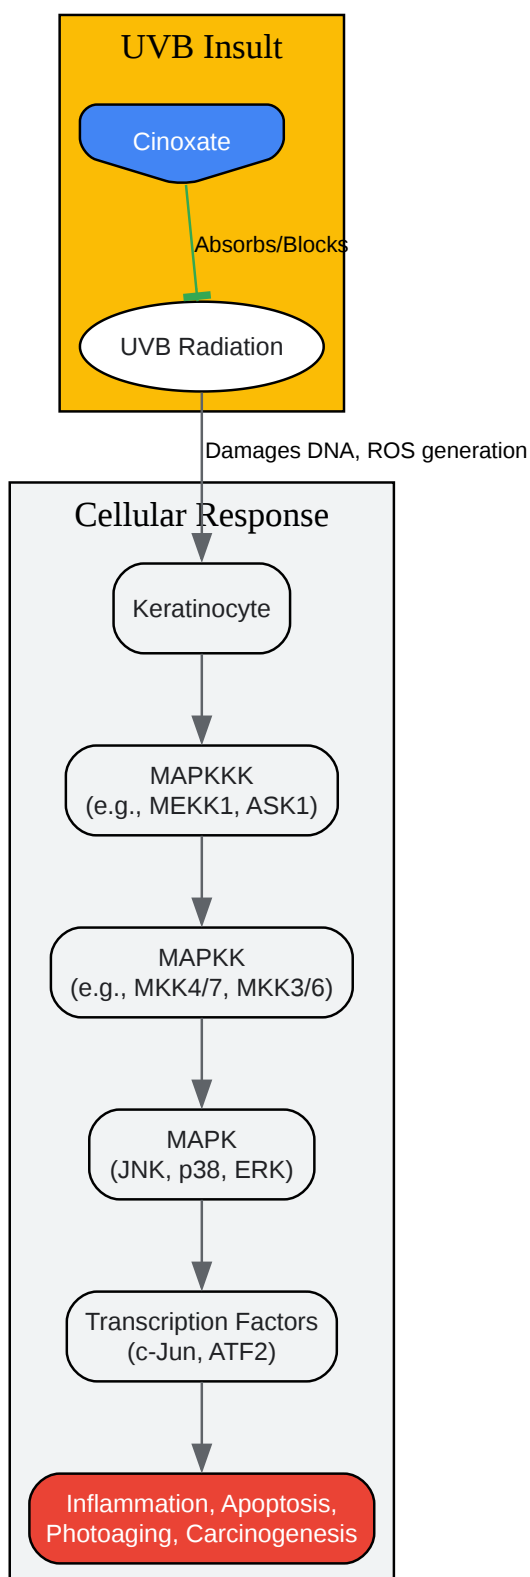 UVB Insult
Cinoxate
Absorbs/Blocks
UVB Radiation
Damages DNA, ROS generation
Cellular Response
Keratinocyte
MAPKKK
(e.g., MEKK1, ASK1)
MAPKK
(e.g., MKK4/7, MKK3/6)
MAPK
(JNK, p38, ERK)
Transcription Factors
(c-Jun, ATF2)
Inflammation, Apoptosis,
Photoaging, Carcinogenesis